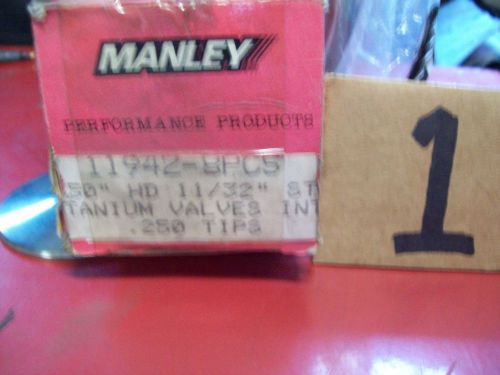 MANLEY
PERFORMANCE PRODUCTS
11942-8PCS
50" HD 11/32" ST
TANIUM VALVES INT
.250 TIPS
1